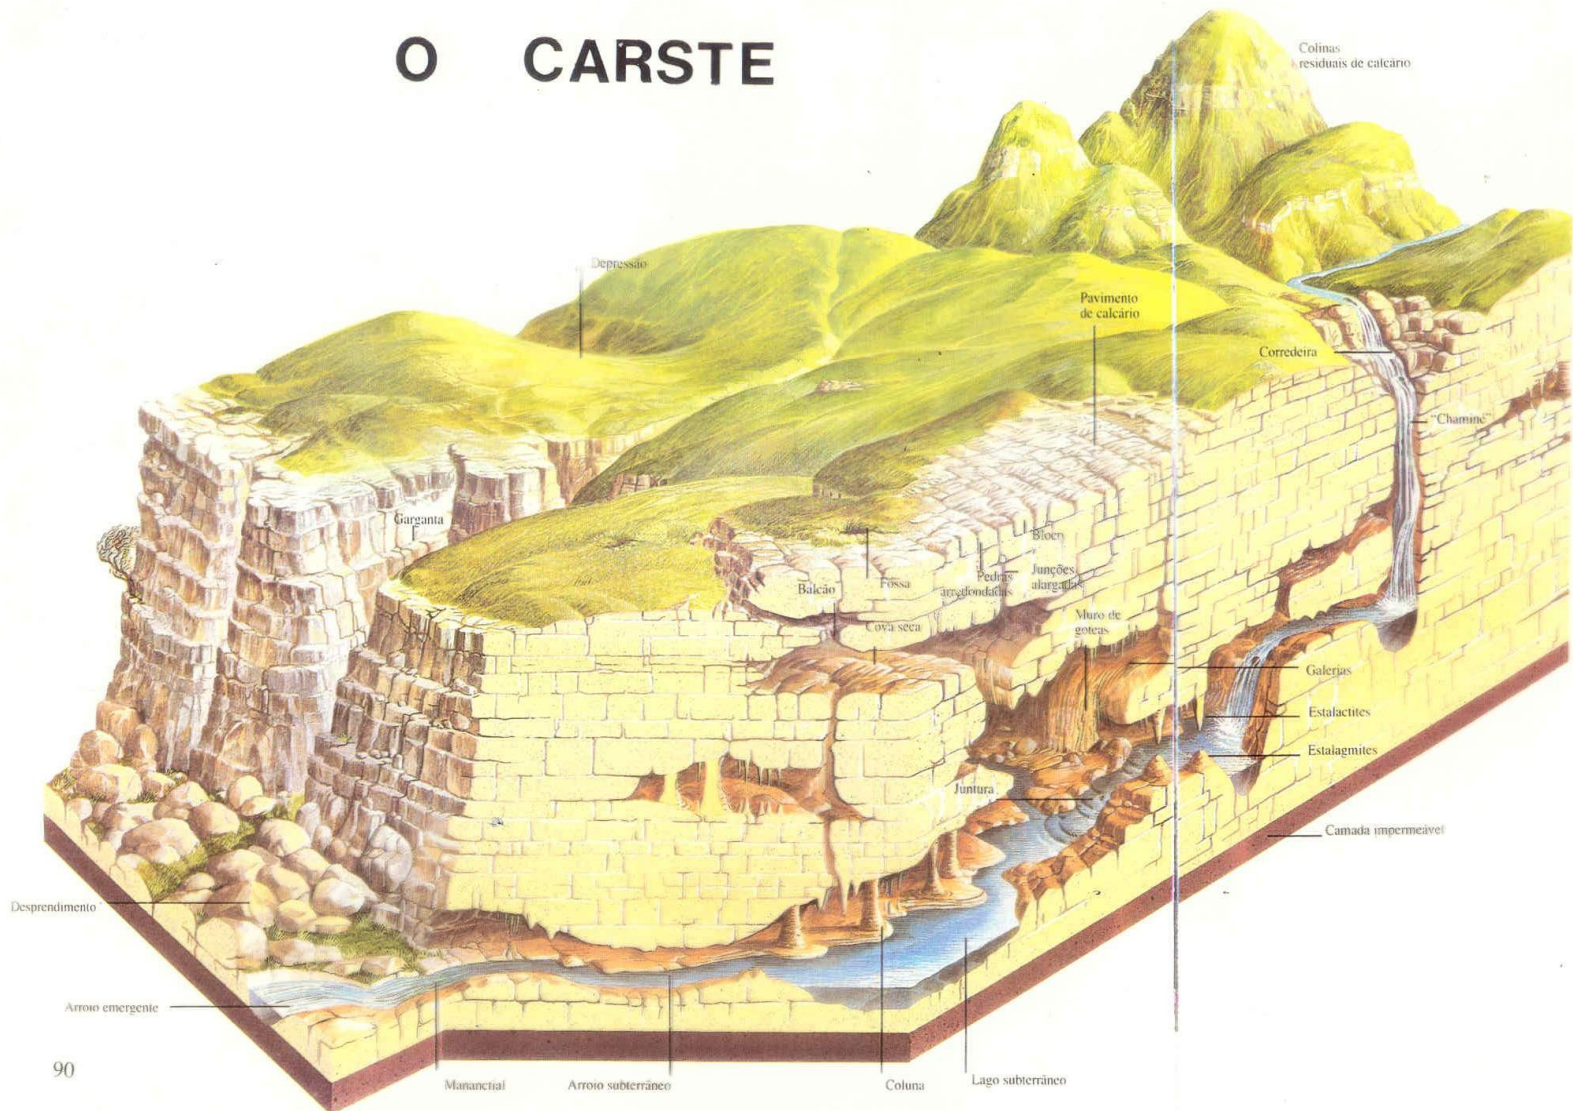 O CARSTE
Colinas
residuais de calcário
Depressão
Pavimento
de calcário
Corredeira
"Chaminé"
Garganta
Bloco
Balcão
Fossa
Pedras
arredondadas
Junções
alargadas
Cova seca
Muro de
goteas
Galerias
Estalactites
Estalagmites
Juntura
Camada impermeável
Desprendimento
Arroio emergente
90
Manancial
Arroio subterrâneo
Coluna
Lago subterrâneo